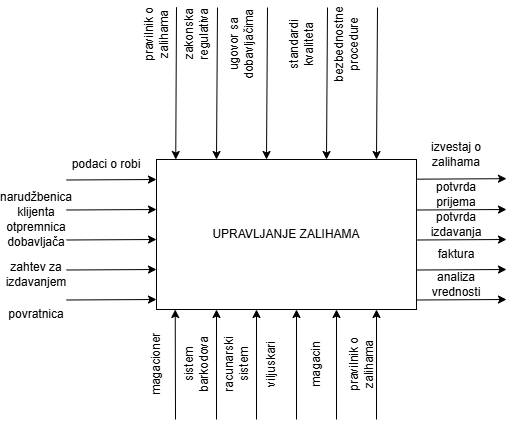 pravilnik o
zalihama
zakonska
regulativa
ugovor sa
dobavljačima
standardi
kvaliteta
bezbednostne
procedure
podaci o robi
narudžbenica
klijenta
otpremnica
dobavljača
zahtev za
izdavanjem
povratnica
UPRAVLJANJE ZALIHAMA
izvestaj o
zalihama
potvrda
prijema
potvrda
izdavanja
faktura
analiza
vrednosti
magacioner
sistem
barkodova
racunarski
sistem
viljuskari
magacin
pravilnik o
zalihama